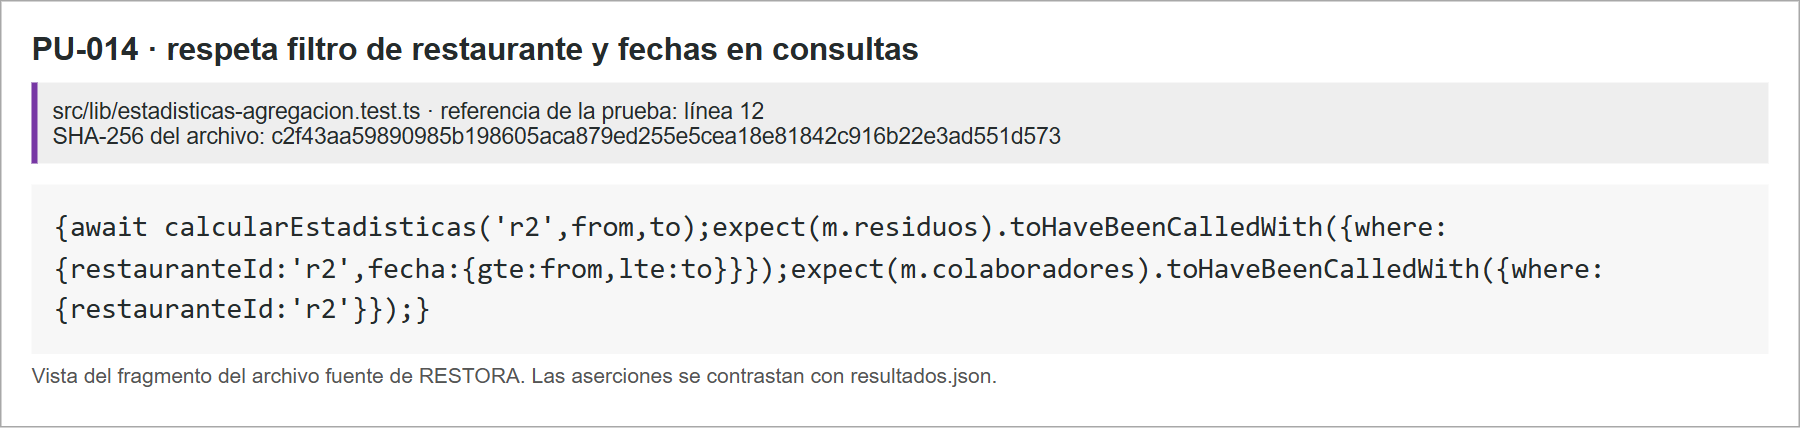 PU-014 · respeta filtro de restaurante y fechas en consultas
src/lib/estadisticas-agregacion.test.ts · referencia de la prueba: línea 12
SHA-256 del archivo: c2f43aa59890985b198605aca879ed255e5cea18e81842c916b22e3ad551d573
{await calcularEstadisticas('r2',from,to);expect(m.residuos).toHaveBeenCalledWith({where:
{restauranteId:'r2',fecha:{gte:from,lte:to}}});expect(m.colaboradores).toHaveBeenCalledWith({where:
{restauranteId:'r2'}});}
Vista del fragmento del archivo fuente de RESTORA. Las aserciones se contrastan con resultados.json.